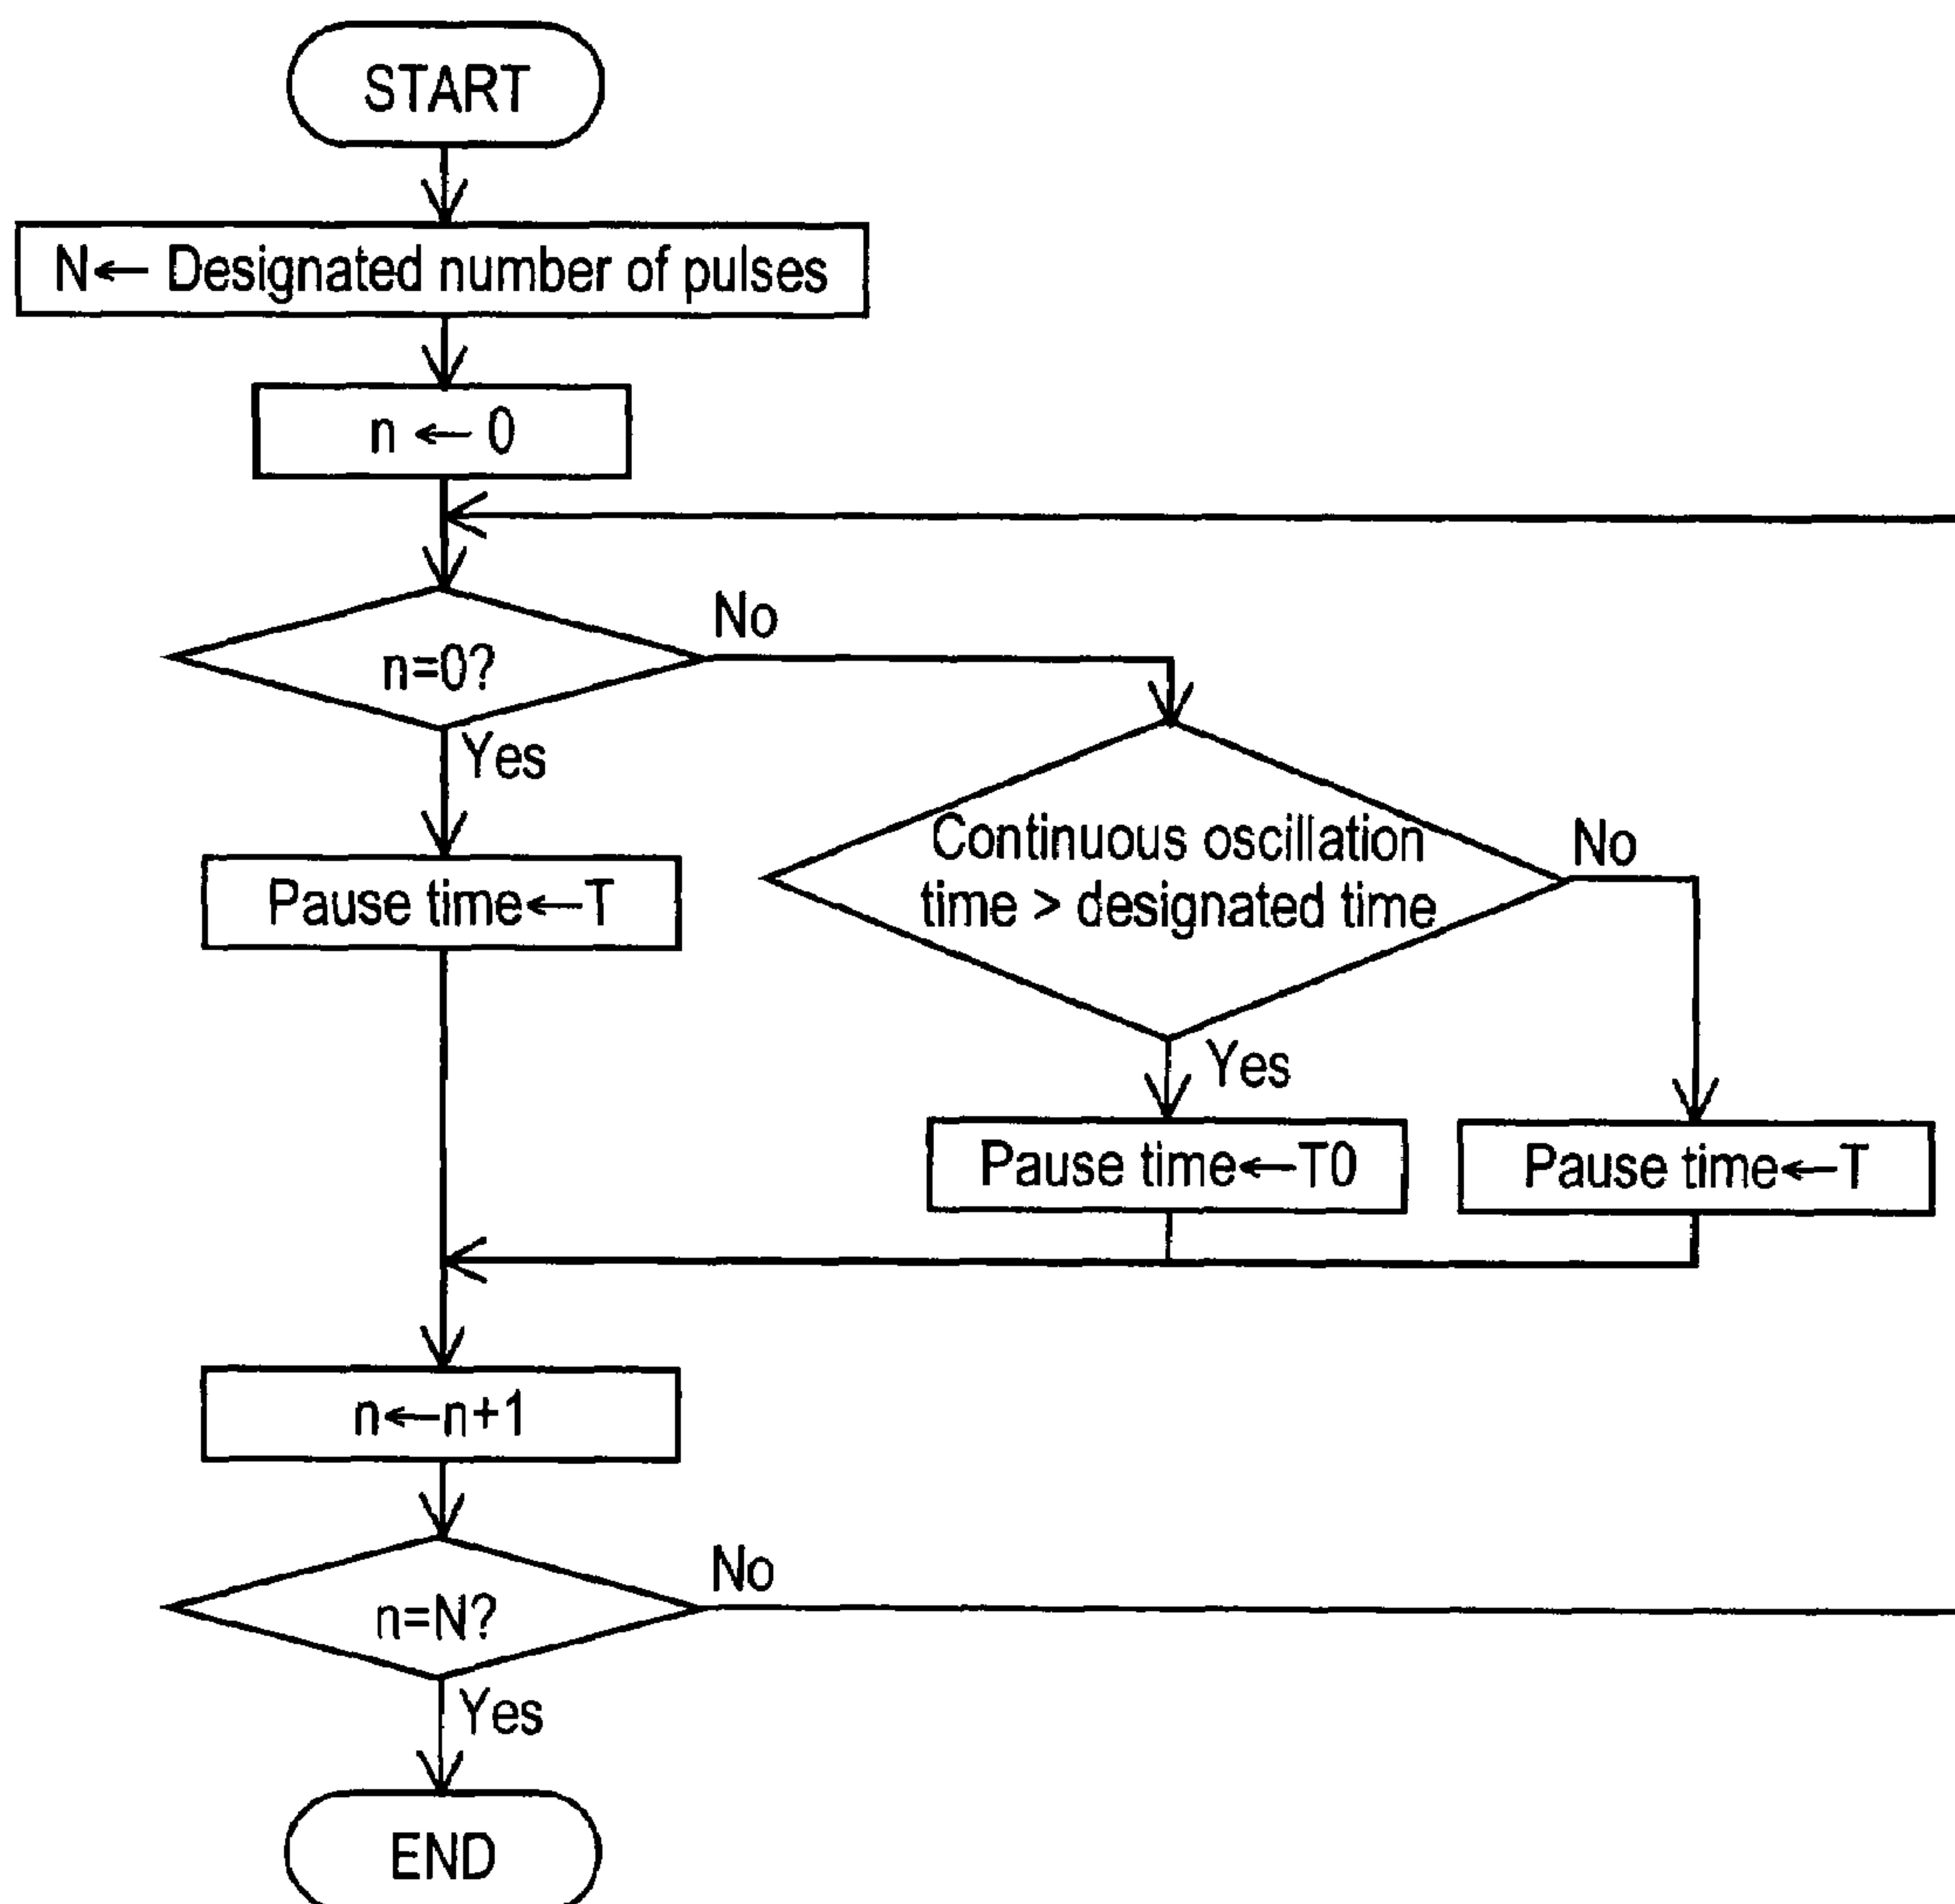 START
N← Designated number of pulses
n ← 0
n=0?
No
Yes
Pause time←T
Continuous oscillation
time > designated time
No
Yes
Pause time←T0
Pause time←T
n←n+1
n=N?
No
Yes
END